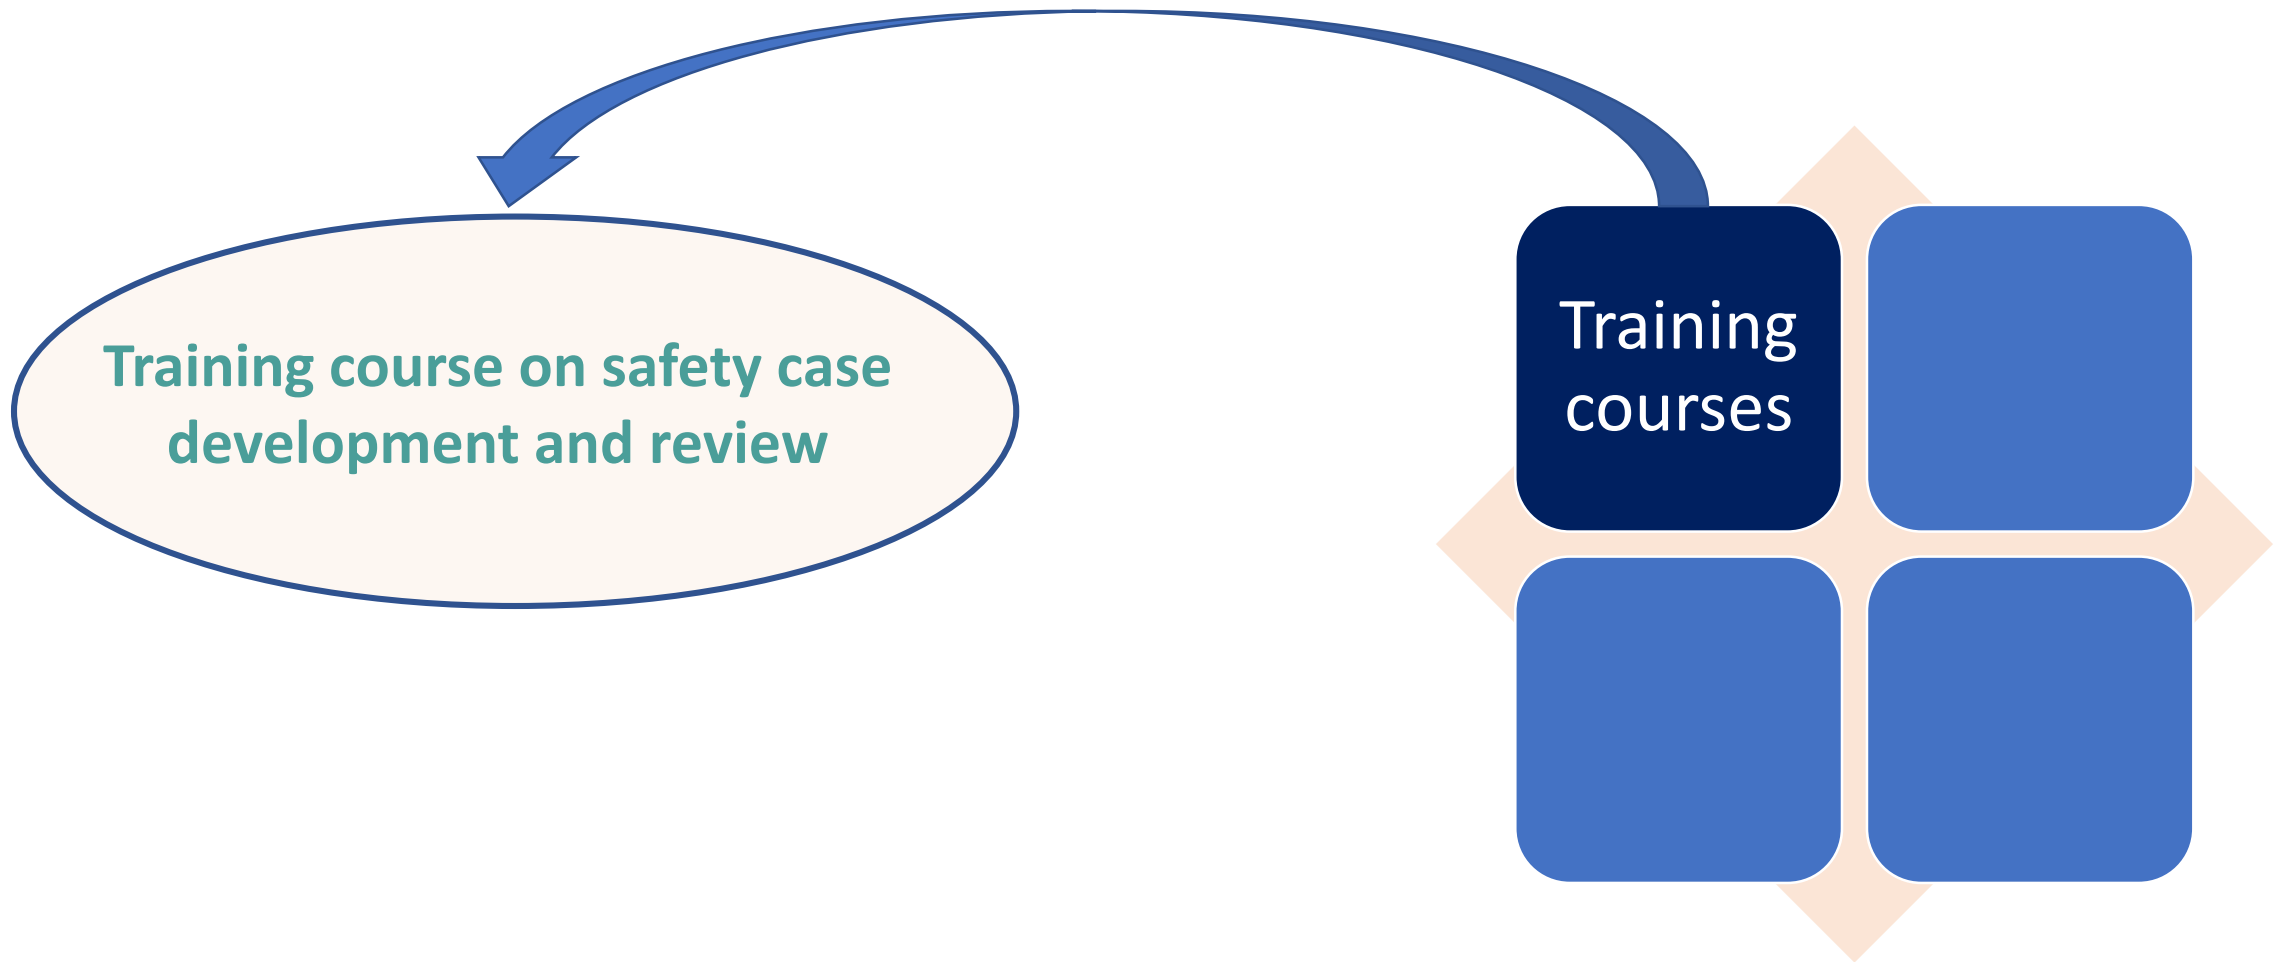 Training course on safety case
development and review
Training
courses